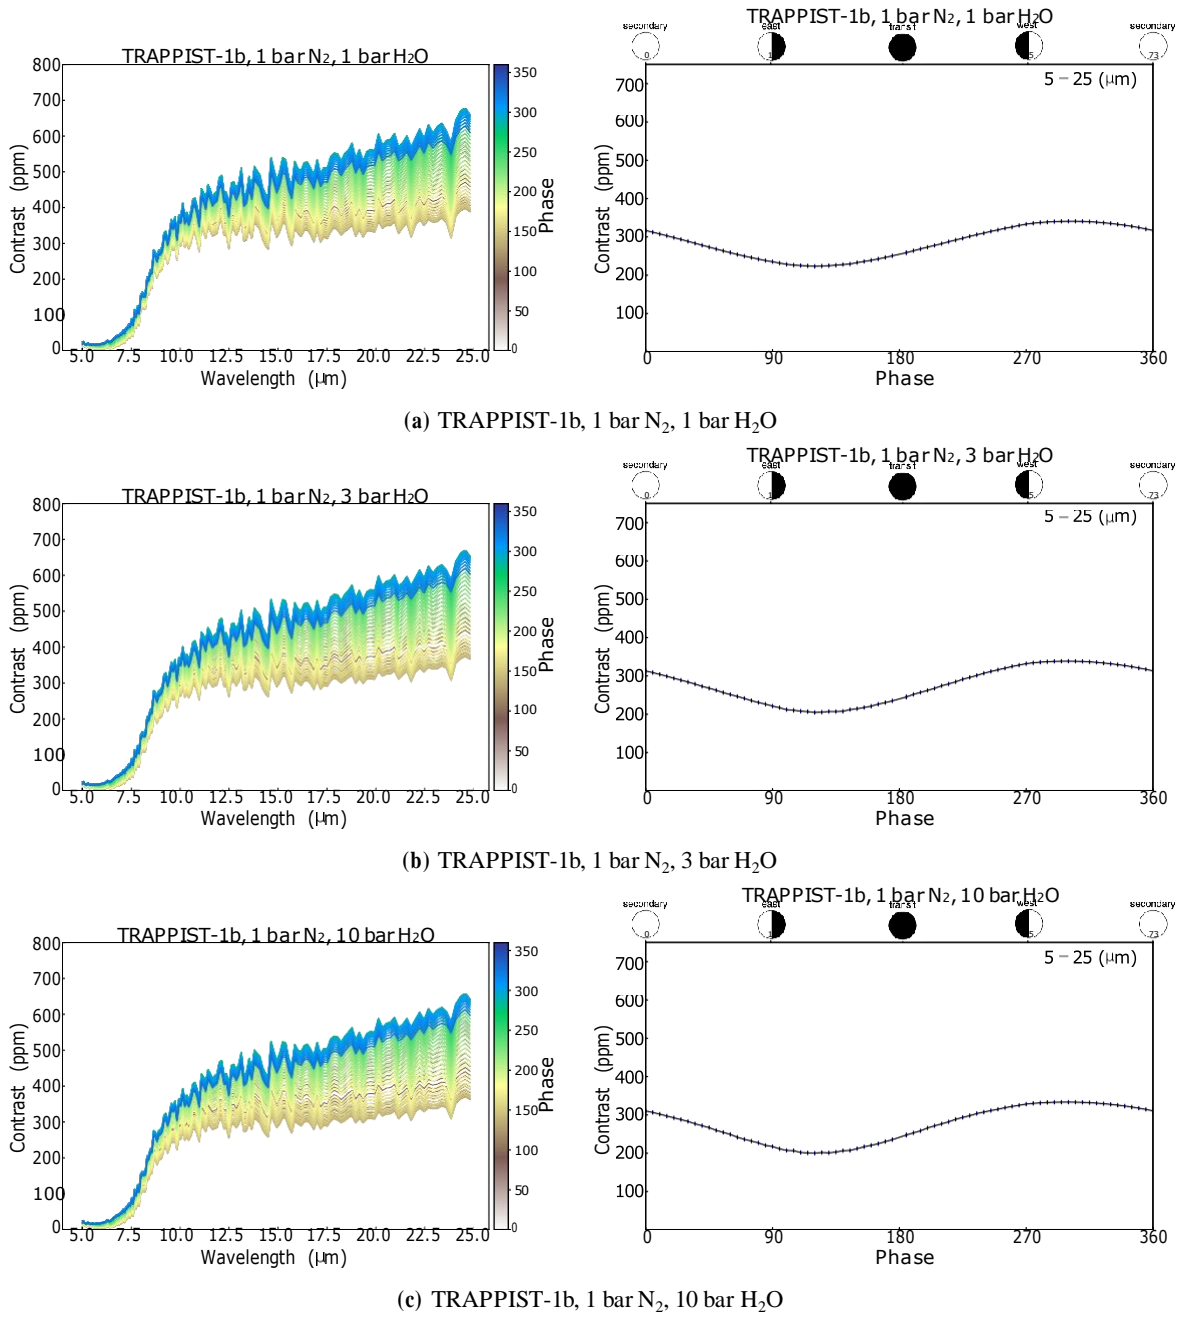 TRAPPIST-1b, 1 bar N2, 1 bar H2O
800
700
600
500
400
300
200
100
0
5.0 7.5 10.0 12.5 15.0 17.5 20.0 22.5 25.0
Contrast (ppm)
Wavelength (μm)
350
300
250
200
150
100
50
0
Phase
TRAPPIST-1b, 1 bar N2, 1 bar H2O
secondary east transit west secondary
0 73
5 – 25 (μm)
700
600
500
400
300
200
100
0 90 180 270 360
Contrast (ppm)
Phase
(a) TRAPPIST-1b, 1 bar N₂, 1 bar H₂O
TRAPPIST-1b, 1 bar N2, 3 bar H2O
800
700
600
500
400
300
200
100
0
5.0 7.5 10.0 12.5 15.0 17.5 20.0 22.5 25.0
Contrast (ppm)
Wavelength (μm)
350
300
250
200
150
100
50
0
Phase
TRAPPIST-1b, 1 bar N2, 3 bar H2O
secondary east transit west secondary
0 73
5 – 25 (μm)
700
600
500
400
300
200
100
0 90 180 270 360
Contrast (ppm)
Phase
(b) TRAPPIST-1b, 1 bar N₂, 3 bar H₂O
TRAPPIST-1b, 1 bar N2, 10 bar H2O
800
700
600
500
400
300
200
100
0
5.0 7.5 10.0 12.5 15.0 17.5 20.0 22.5 25.0
Contrast (ppm)
Wavelength (μm)
350
300
250
200
150
100
50
0
Phase
TRAPPIST-1b, 1 bar N2, 10 bar H2O
secondary east transit west secondary
0 73
5 – 25 (μm)
700
600
500
400
300
200
100
0 90 180 270 360
Contrast (ppm)
Phase
(c) TRAPPIST-1b, 1 bar N₂, 10 bar H₂O